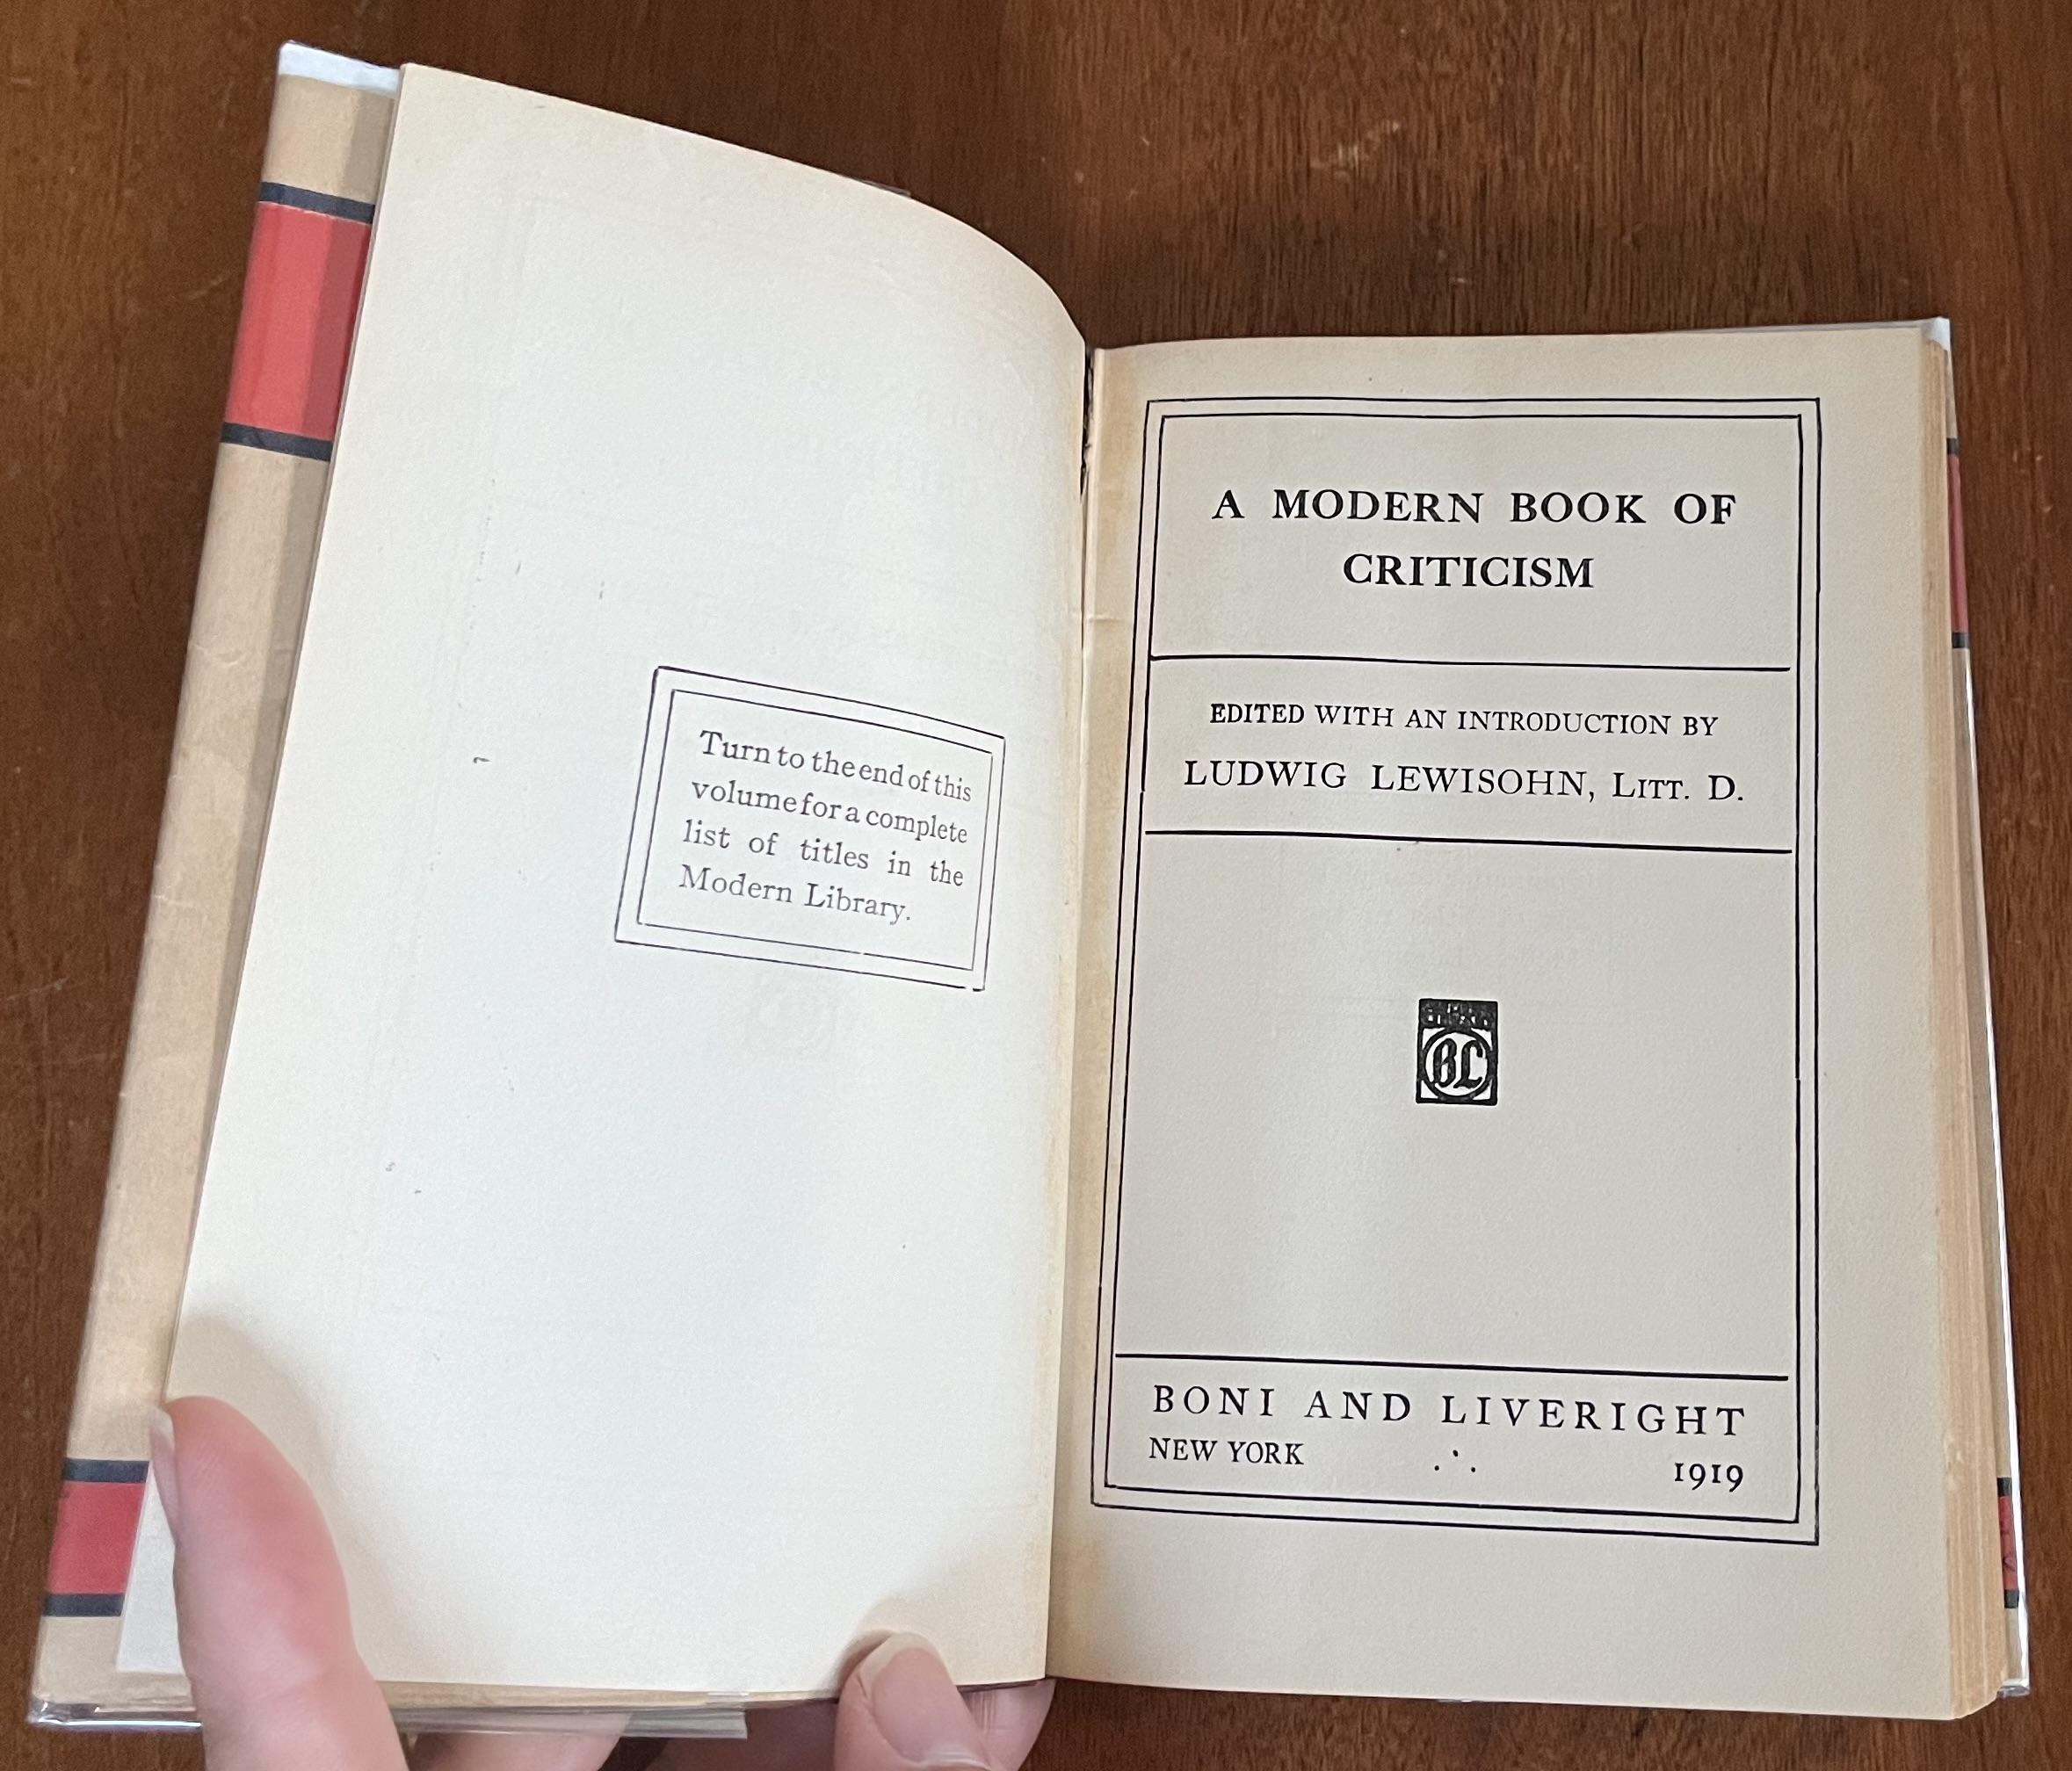 Turn to the end of this
volume for a complete
list of titles in the
Modern Library.
A MODERN BOOK OF
CRITICISM
EDITED WITH AN INTRODUCTION BY
LUDWIG LEWISOHN, LITT. D.
BL
BONI AND LIVERIGHT
NEW YORK ∴ 1919